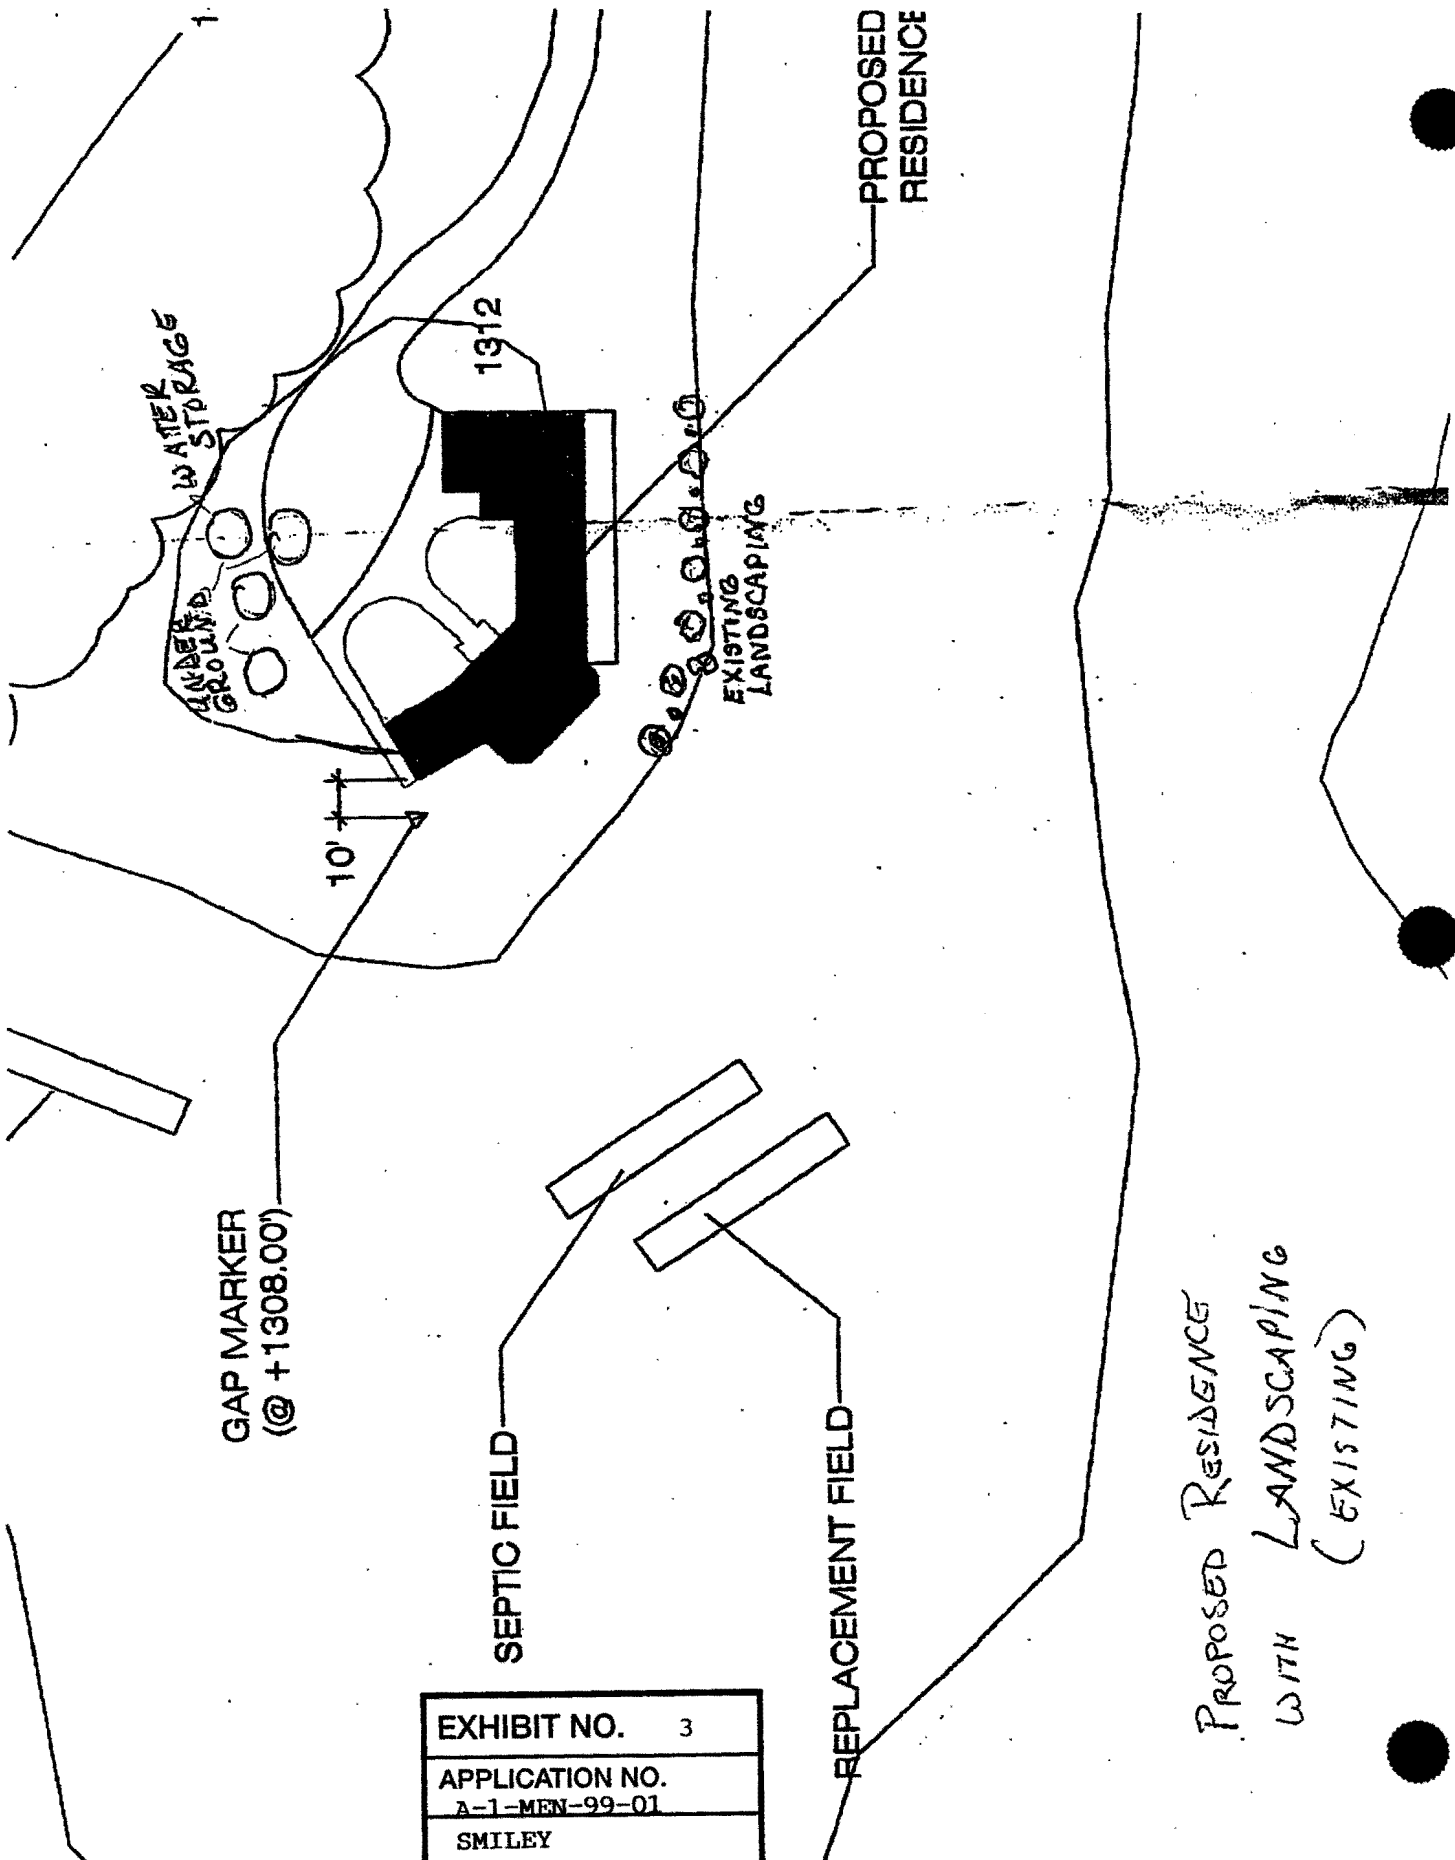 WATER
STORAGE
UNDER
GROUND
1312
PROPOSED
RESIDENCE
EXISTING
LANDSCAPING
10'
GAP MARKER
(@ +1308.00')
SEPTIC FIELD
REPLACEMENT FIELD
PROPOSED RESIDENCE
WITH LANDSCAPING
(EXISTING)
EXHIBIT NO. 3
APPLICATION NO.
A-1-MEN-99-01
SMILEY